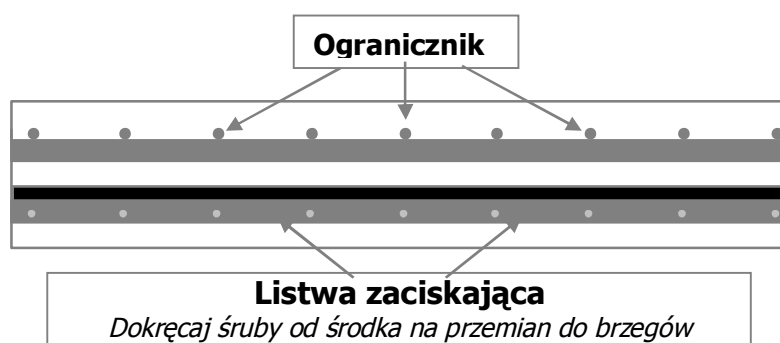 Ogranicznik
Listwa zaciskająca
Dokręcaj śruby od środka na przemian do brzegów